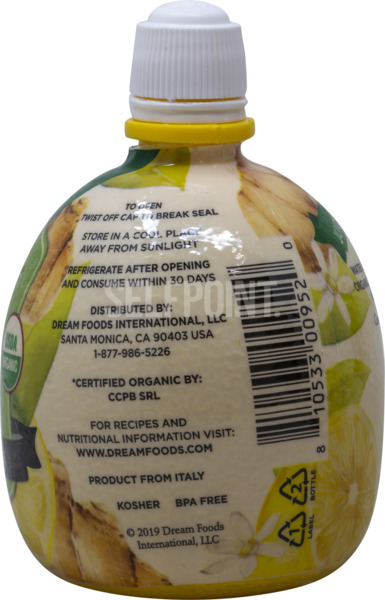 TO OPEN
TWIST OFF CAP TO BREAK SEAL
STORE IN A COOL PLACE
AWAY FROM SUNLIGHT
REFRIGERATE AFTER OPENING
AND CONSUME WITHIN 30 DAYS
SITEPOINT.
DISTRIBUTED BY:
DREAM FOODS INTERNATIONAL, LLC
SANTA MONICA, CA 90403 USA
1-877-986-5226
*CERTIFIED ORGANIC BY:
CCPB SRL
FOR RECIPES AND
NUTRITIONAL INFORMATION VISIT:
WWW.DREAMFOODS.COM
PRODUCT FROM ITALY
KOSHER BPA FREE
© 2019 Dream Foods
International, LLC
USDA
8 10533 00952 0
1 LABEL
2 BOTTLE